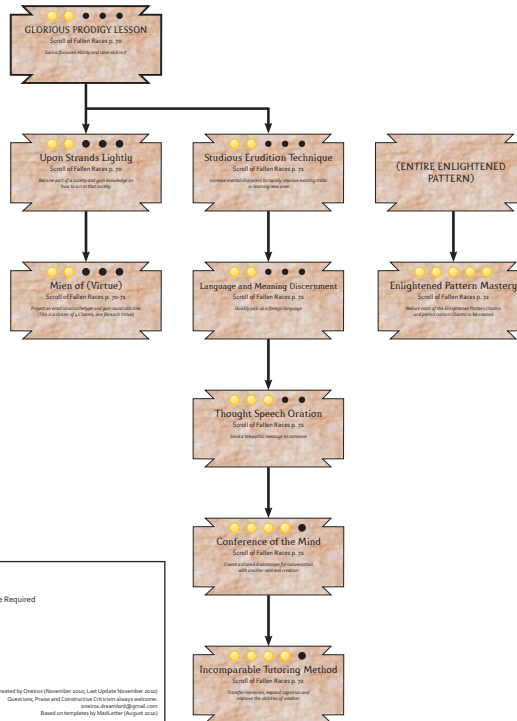 GLORIOUS PRODIGY LESSON
Scroll of Fallen Races p. 70
Gain a favoured Ability and raise skill in it
Upon Strands Lightly
Scroll of Fallen Races p. 70
Become part of a society and gain knowledge on
how to act in that society
Studious Erudition Technique
Scroll of Fallen Races p. 71
Increase mental sharpness to rapidly improve existing traits
or learning new ones
(ENTIRE ENLIGHTENED
PATTERN)
Mien of (Virtue)
Scroll of Fallen Races p. 70-71
Project an emotional archetype and gain social abilities
(This is a cluster of 4 Charms, one for each Virtue)
Language and Meaning Discernment
Scroll of Fallen Races p. 72
Quickly pick up a foreign language
Enlightened Pattern Mastery
Scroll of Fallen Races p. 72
Reduce costs of the Enlightened Pattern Charms
and permit custom Charms to be created
Thought Speech Oration
Scroll of Fallen Races p. 72
Send a telepathic message to someone
Conference of the Mind
Scroll of Fallen Races p. 72
Create a shared dreamscape for conversation
with another sentient creation
Incomparable Tutoring Method
Scroll of Fallen Races p. 72
Transfer memories, expand cognition and
improve the abilities of another
Required
reated by Oneiros (November 2010, Last Update November 2010)
Questions, Praise and Constructive Criticism always welcome:
oneiros.dreamlord@gmail.com
Based on templates by MadLetter (August 2010)